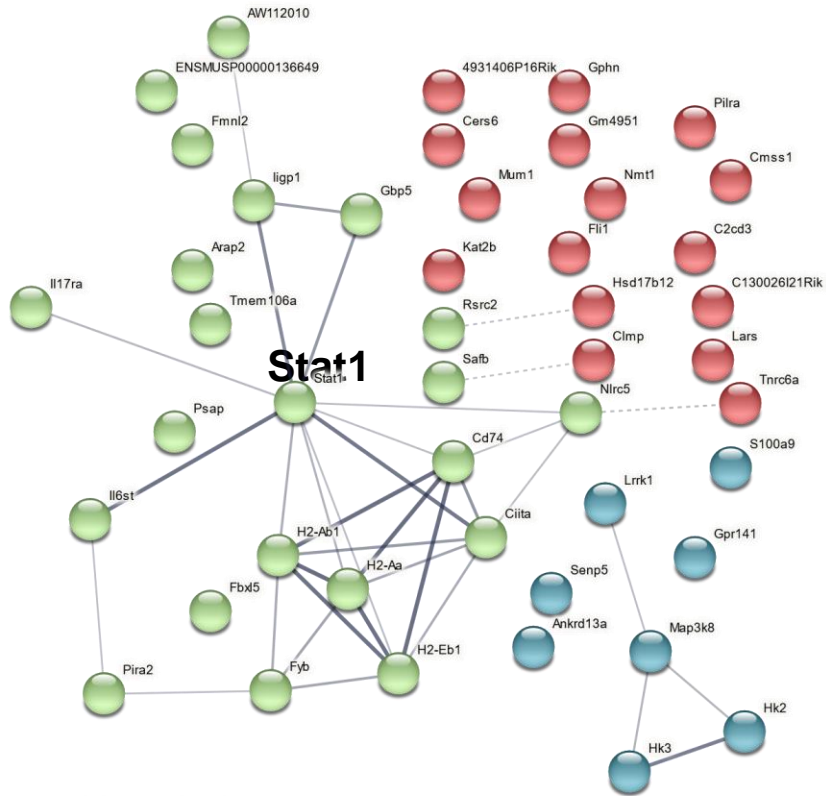 AW112010
ENSMUSP00000136649
4931406P16Rik
Gphn
Pilra
Fmnl2
Cers6
Gm4951
Cmss1
Iigp1
Gbp5
Mum1
Nmt1
Arap2
Kat2b
Fli1
C2cd3
Il17ra
Tmem106a
Rsrc2
Hsd17b12
C130026I21Rik
Stat1
Stat1
Safb
Clmp
Lars
Nlrc5
Tnrc6a
Psap
Cd74
S100a9
Il6st
Ciita
Lrrk1
H2-Ab1
H2-Aa
Gpr141
Fbxl5
Senp5
Ankrd13a
Map3k8
Pira2
Fyb
H2-Eb1
Hk2
Hk3